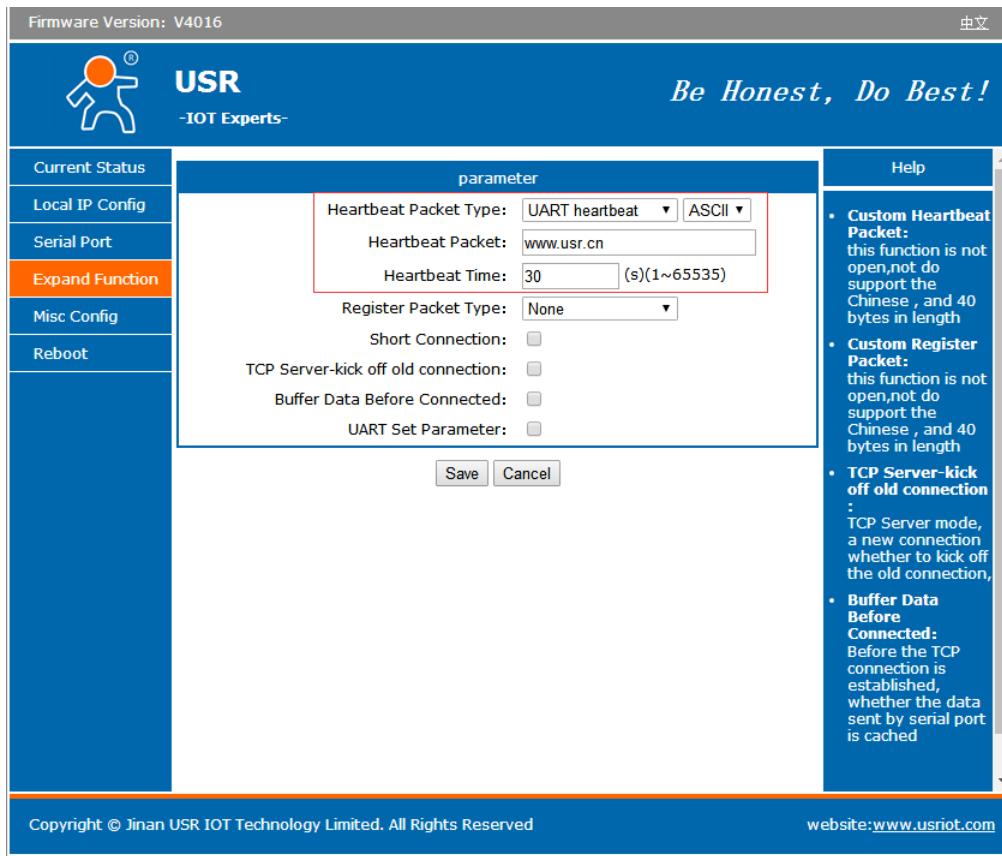 Firmware Version: V4016
中文
®
USR
-IOT Experts-
Be Honest, Do Best!
Current Status
Local IP Config
Serial Port
Expand Function
Misc Config
Reboot
parameter
Heartbeat Packet Type: UART heartbeat ASCII
Heartbeat Packet: www.usr.cn
Heartbeat Time: 30 (s)(1~65535)
Register Packet Type: None
Short Connection:
TCP Server-kick off old connection:
Buffer Data Before Connected:
UART Set Parameter:
Save Cancel
Help
• Custom Heartbeat
Packet:
this function is not
open,not do
support the
Chinese , and 40
bytes in length
• Custom Register
Packet:
this function is not
open,not do
support the
Chinese , and 40
bytes in length
• TCP Server-kick
off old connection
:
TCP Server mode,
a new connection
whether to kick off
the old connection,
• Buffer Data
Before
Connected:
Before the TCP
connection is
established,
whether the data
sent by serial port
is cached
Copyright © Jinan USR IOT Technology Limited. All Rights Reserved
website:www.usriot.com